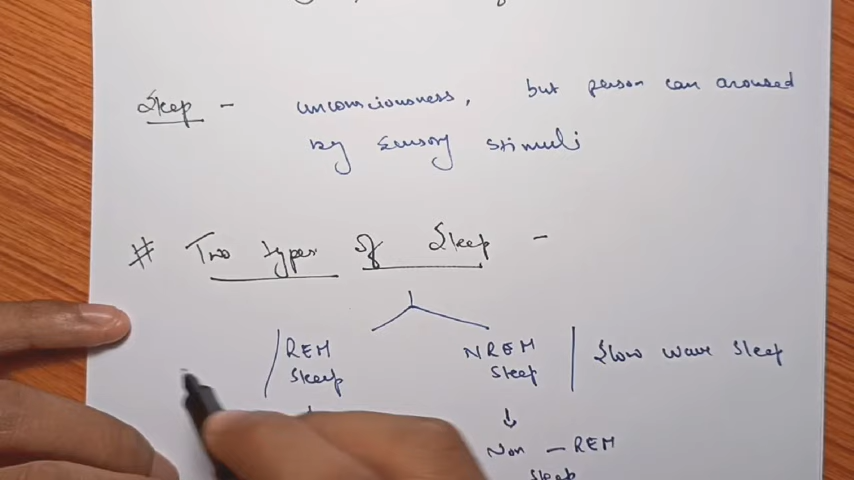 Sleep - unconsciousness, but person can aroused
by sensory stimuli
# Two types of Sleep -
REM NREM Slow wave Sleep
Sleep Sleep
Non - REM
Sleep